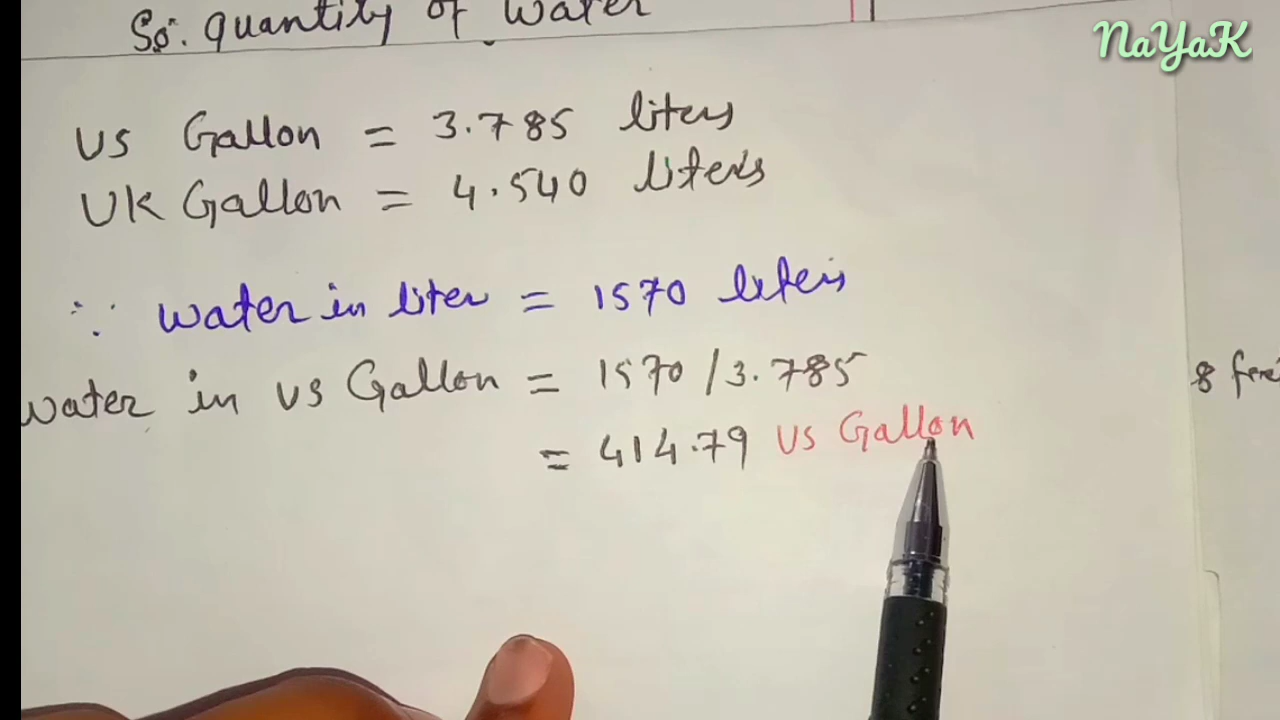 So. quantity of water
NaYaK
US Gallon = 3.785 liters
UK Gallon = 4.540 liters
∵ water in liter = 1570 liters
water in US Gallon = 1570 / 3.785
8
= 414.79 US Gallon